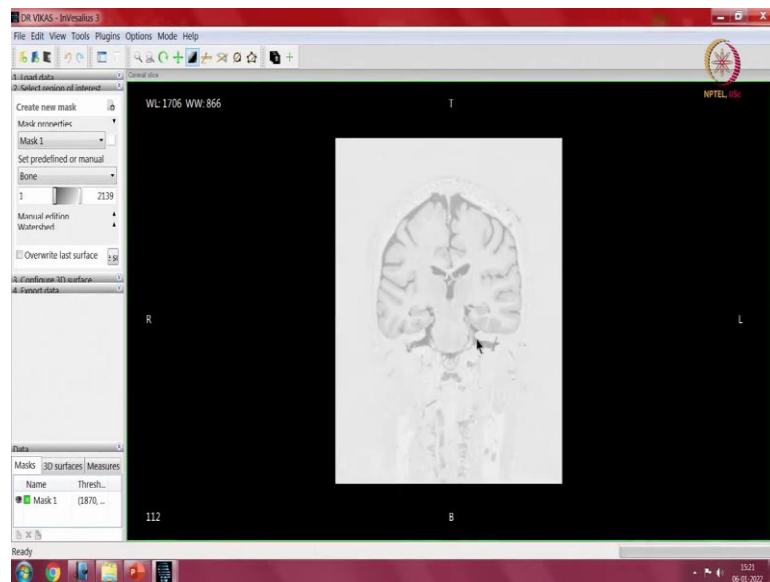 DR VIKAS - InVesalius 3
File Edit View Tools Plugins Options Mode Help
1. Load data
Coronal slice
2. Select region of interest
Create new mask
Mask properties
Mask 1
Set predefined or manual
Bone
1 2139
Manual edition
Watershed
Overwrite last surface
3. Configure 3D surface
4. Export data
WL: 1706 WW: 866
T
R
L
112
B
NPTEL, IISc
Data
Masks 3D surfaces Measures
Name Thresh...
Mask 1 (1870, ...
Ready
15:21
06-01-2022